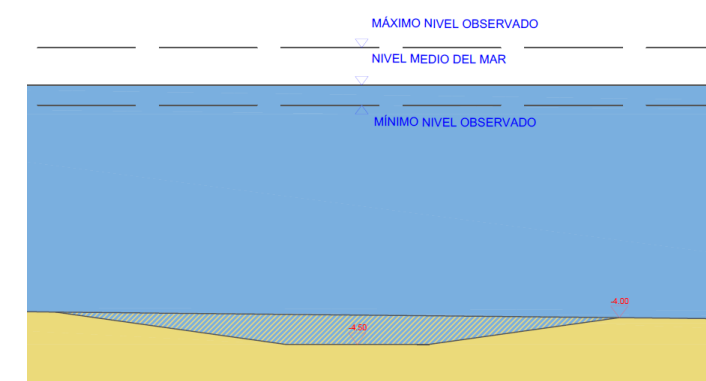 MÁXIMO NIVEL OBSERVADO
NIVEL MEDIO DEL MAR
MÍNIMO NIVEL OBSERVADO
-4.00
-4.50